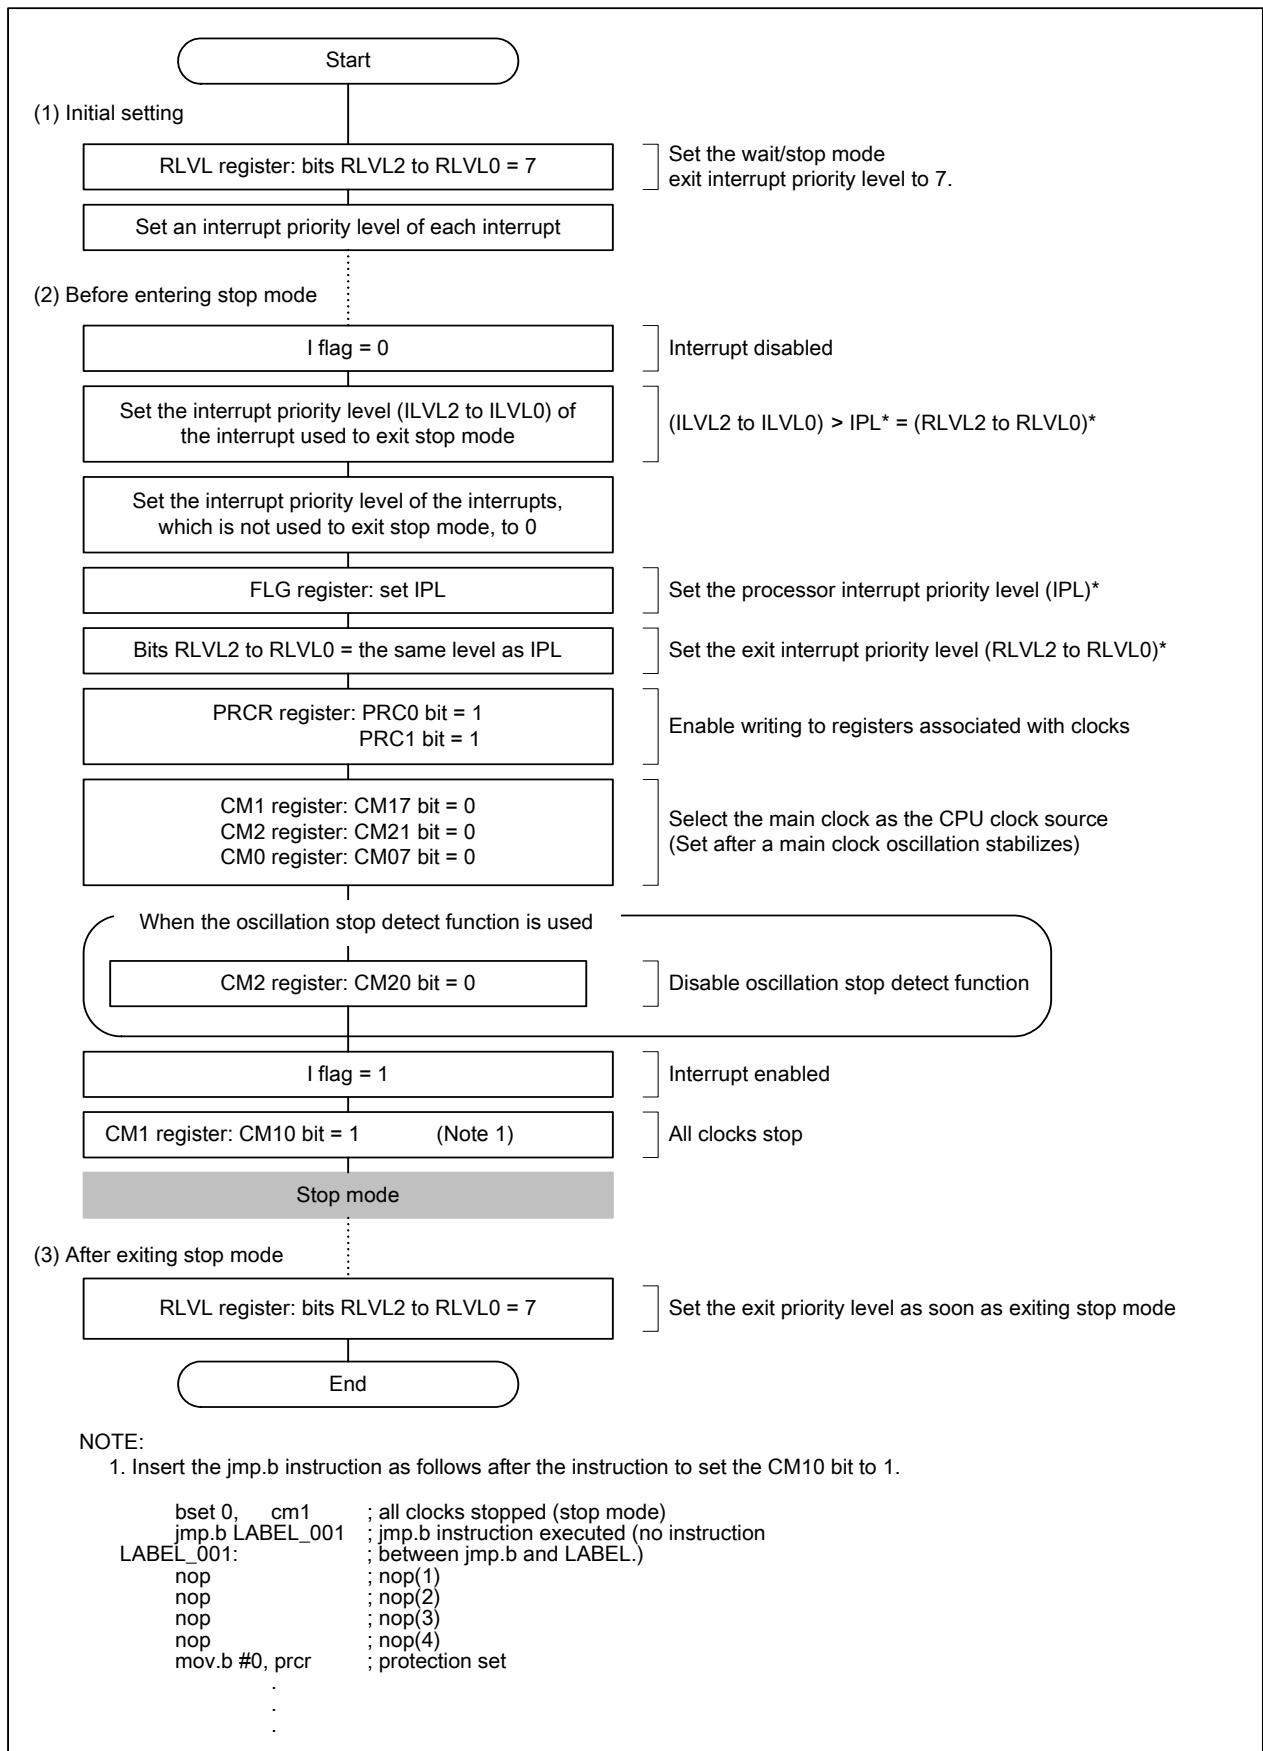 Start
(1) Initial setting
RLVL register: bits RLVL2 to RLVL0 = 7
Set the wait/stop mode
exit interrupt priority level to 7.
Set an interrupt priority level of each interrupt
(2) Before entering stop mode
I flag = 0
Interrupt disabled
Set the interrupt priority level (ILVL2 to ILVL0) of
the interrupt used to exit stop mode
(ILVL2 to ILVL0) > IPL* = (RLVL2 to RLVL0)*
Set the interrupt priority level of the interrupts,
which is not used to exit stop mode, to 0
FLG register: set IPL
Set the processor interrupt priority level (IPL)*
Bits RLVL2 to RLVL0 = the same level as IPL
Set the exit interrupt priority level (RLVL2 to RLVL0)*
PRCR register: PRC0 bit = 1
PRC1 bit = 1
Enable writing to registers associated with clocks
CM1 register: CM17 bit = 0
CM2 register: CM21 bit = 0
CM0 register: CM07 bit = 0
Select the main clock as the CPU clock source
(Set after a main clock oscillation stabilizes)
When the oscillation stop detect function is used
CM2 register: CM20 bit = 0
Disable oscillation stop detect function
I flag = 1
Interrupt enabled
CM1 register: CM10 bit = 1 (Note 1)
All clocks stop
Stop mode
(3) After exiting stop mode
RLVL register: bits RLVL2 to RLVL0 = 7
Set the exit priority level as soon as exiting stop mode
End
NOTE:
1. Insert the jmp.b instruction as follows after the instruction to set the CM10 bit to 1.
bset 0, cm1 ; all clocks stopped (stop mode)
jmp.b LABEL_001 ; jmp.b instruction executed (no instruction
LABEL_001: ; between jmp.b and LABEL.)
nop ; nop(1)
nop ; nop(2)
nop ; nop(3)
nop ; nop(4)
mov.b #0, prcr ; protection set
.
.
.